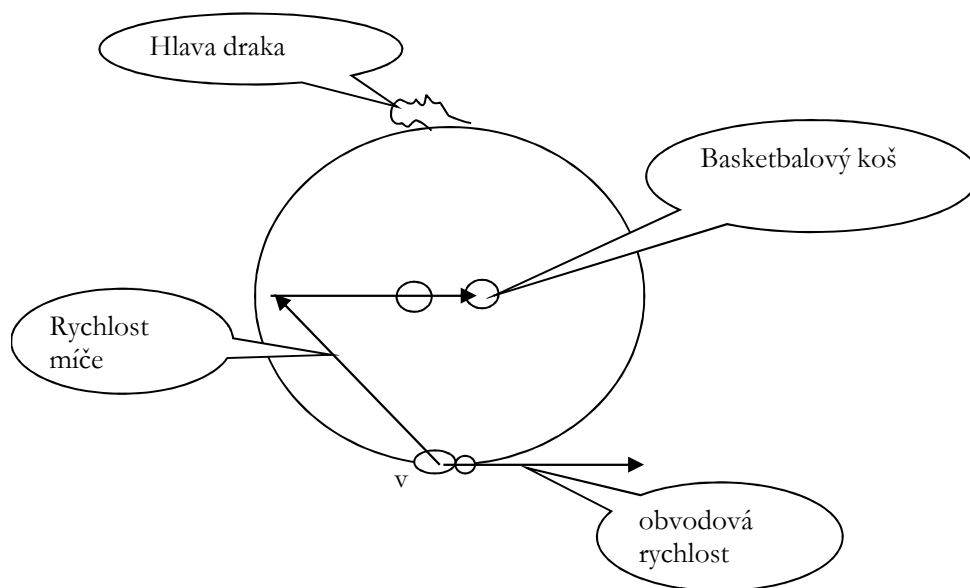 Hlava draka
Basketbalový koš
Rychlost
míče
v
obvodová
rychlost